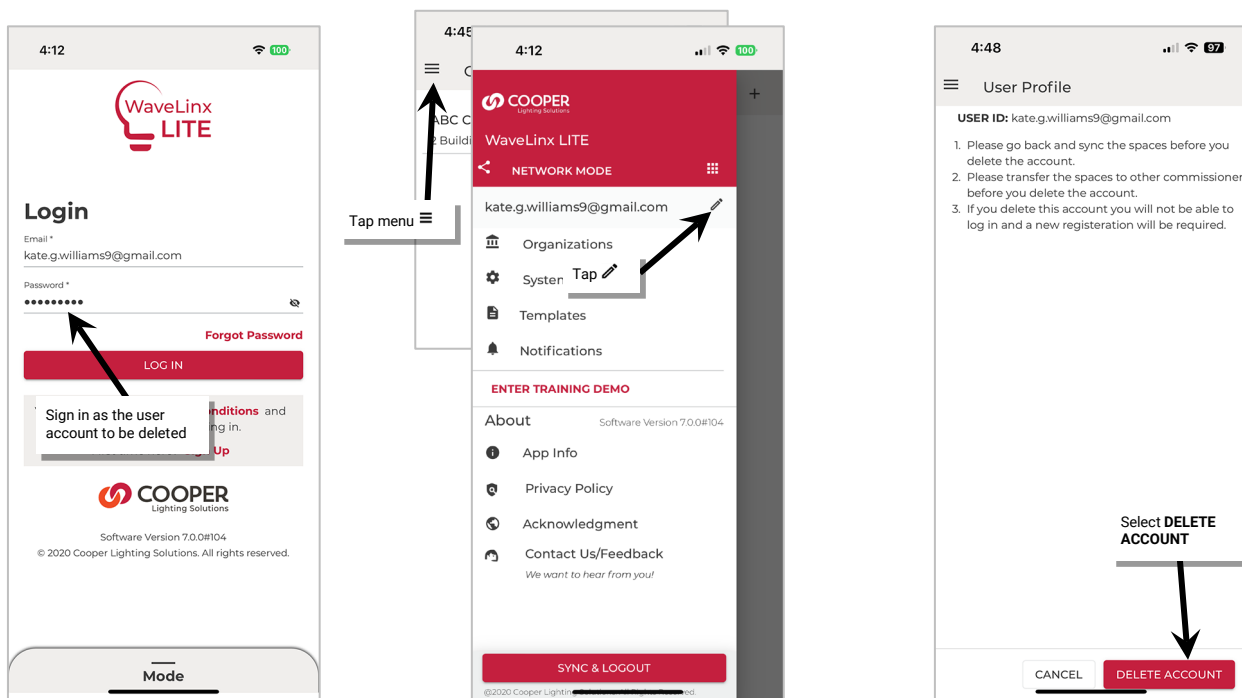 4:12
100
WaveLinx
LITE
Login
Email *
kate.g.williams9@gmail.com
Password *
Forgot Password
LOG IN
Sign in as the user
account to be deleted
nditions and
ng in.
Up
COOPER
Lighting Solutions
Software Version 7.0.0#104
© 2020 Cooper Lighting Solutions. All rights reserved.
Mode
4:45
ABC C
2 Buildi
Tap menu
4:12
100
COOPER
Lighting Solutions
WaveLinx LITE
NETWORK MODE
kate.g.williams9@gmail.com
Organizations
System
Tap
Templates
Notifications
ENTER TRAINING DEMO
About
Software Version 7.0.0#104
App Info
Privacy Policy
Acknowledgment
Contact Us/Feedback
We want to hear from you!
SYNC & LOGOUT
@2020 Cooper Lighting
4:48
97
User Profile
USER ID: kate.g.williams9@gmail.com
1. Please go back and sync the spaces before you
delete the account.
2. Please transfer the spaces to other commissioner
before you delete the account.
3. If you delete this account you will not be able to
log in and a new registeration will be required.
Select DELETE
ACCOUNT
CANCEL
DELETE ACCOUNT